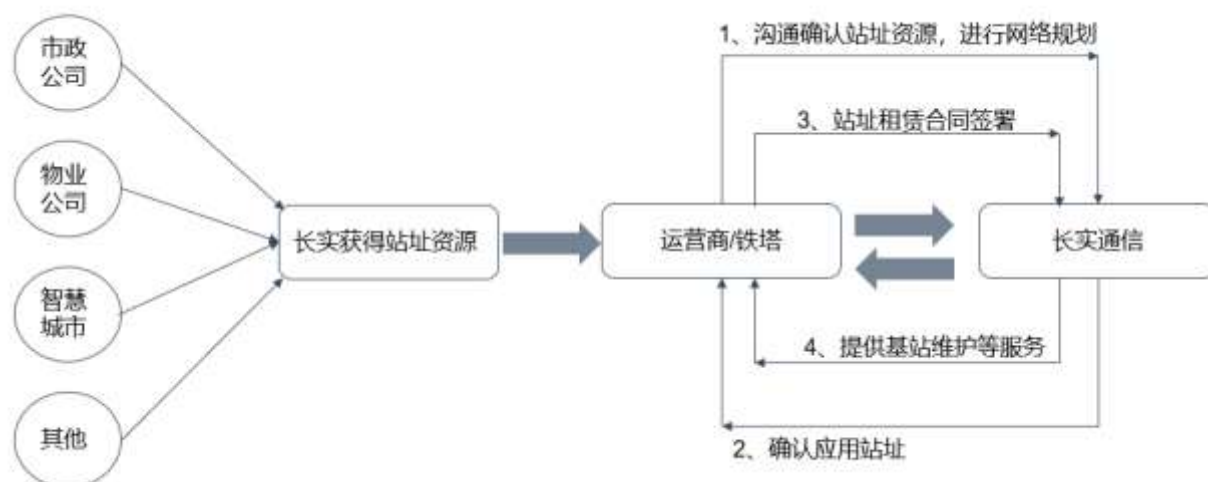 市政
公司
物业
公司
智慧
城市
其他
长实获得站址资源
运营商/铁塔
长实通信
1、沟通确认站址资源，进行网络规划
3、站址租赁合同签署
4、提供基站维护等服务
2、确认应用站址